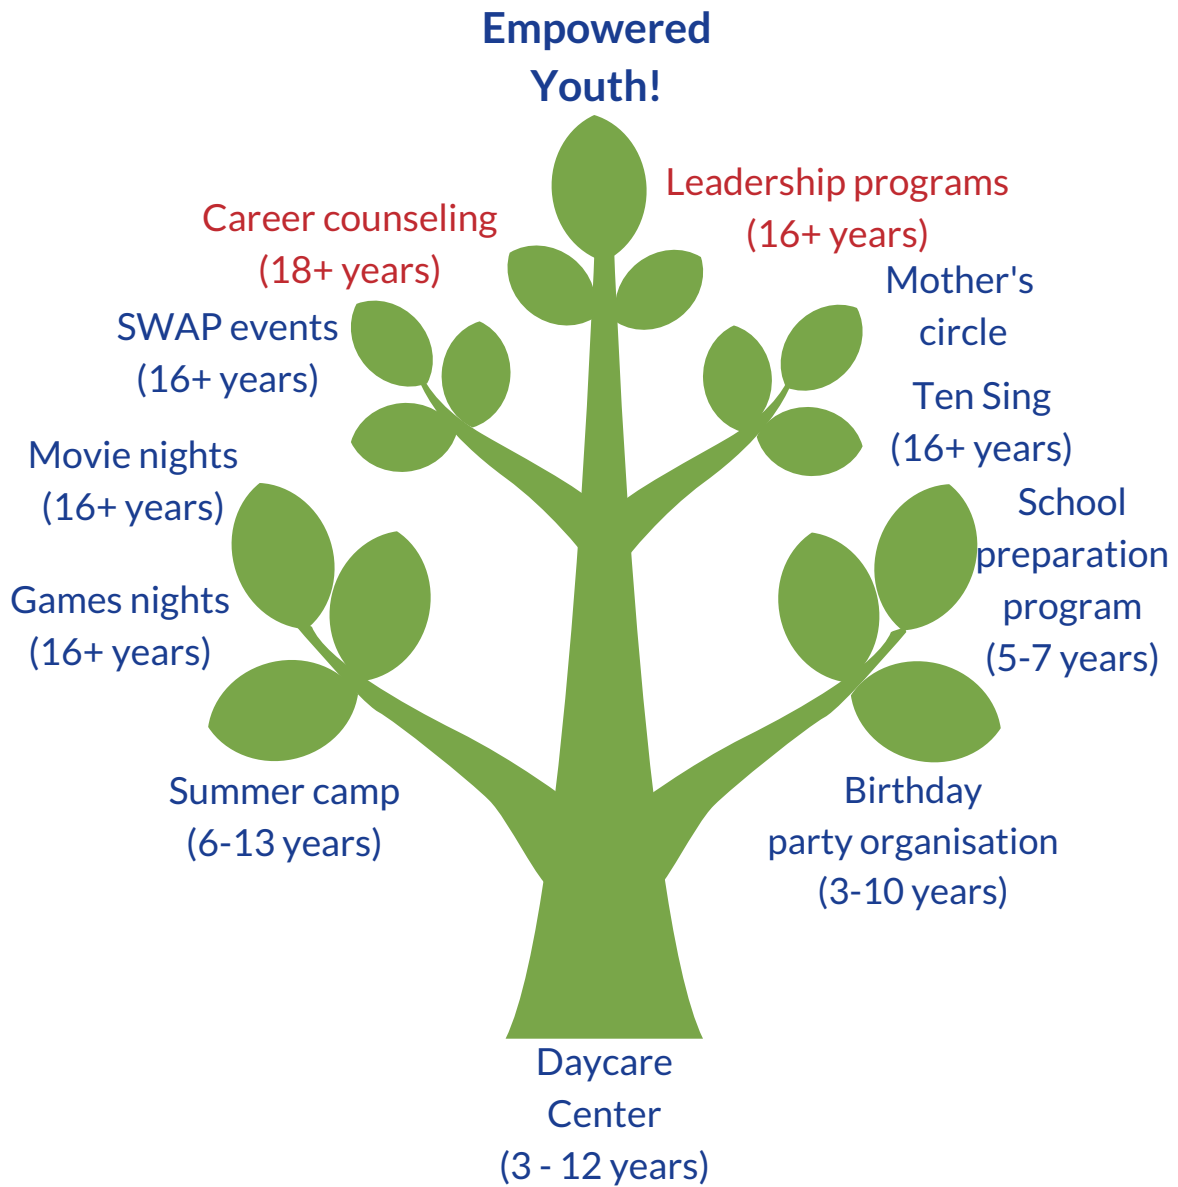 Empowered
Youth!
Leadership programs
(16+ years)
Career counseling
(18+ years)
Mother's
circle
SWAP events
(16+ years)
Ten Sing
(16+ years)
Movie nights
(16+ years)
School
preparation
program
(5-7 years)
Games nights
(16+ years)
Summer camp
(6-13 years)
Birthday
party organisation
(3-10 years)
Daycare
Center
(3 - 12 years)